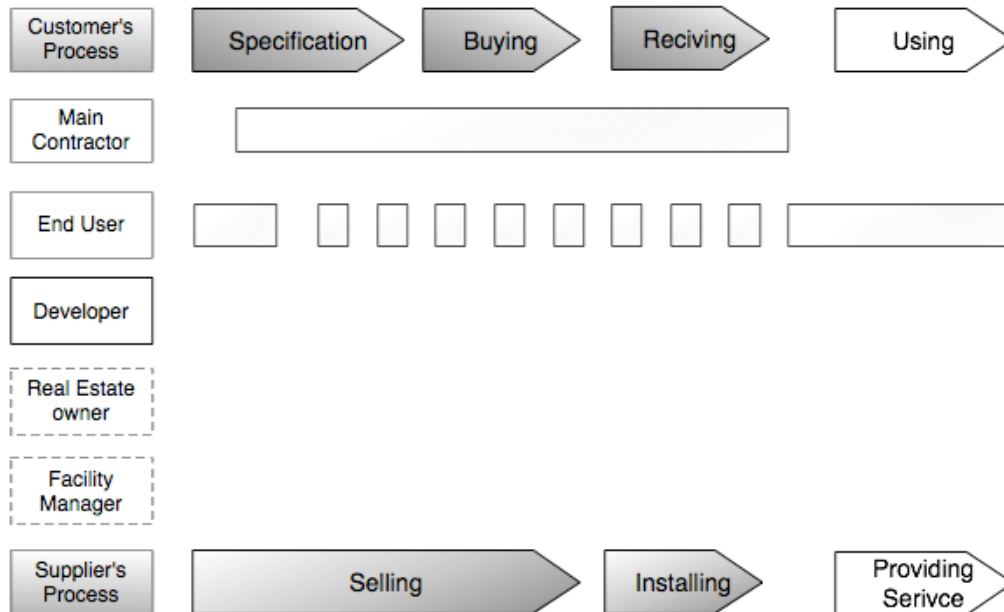 Customer's
Process
Specification
Buying
Reciving
Using
Main
Contractor
End User
Developer
Real Estate
owner
Facility
Manager
Supplier's
Process
Selling
Installing
Providing
Serivce